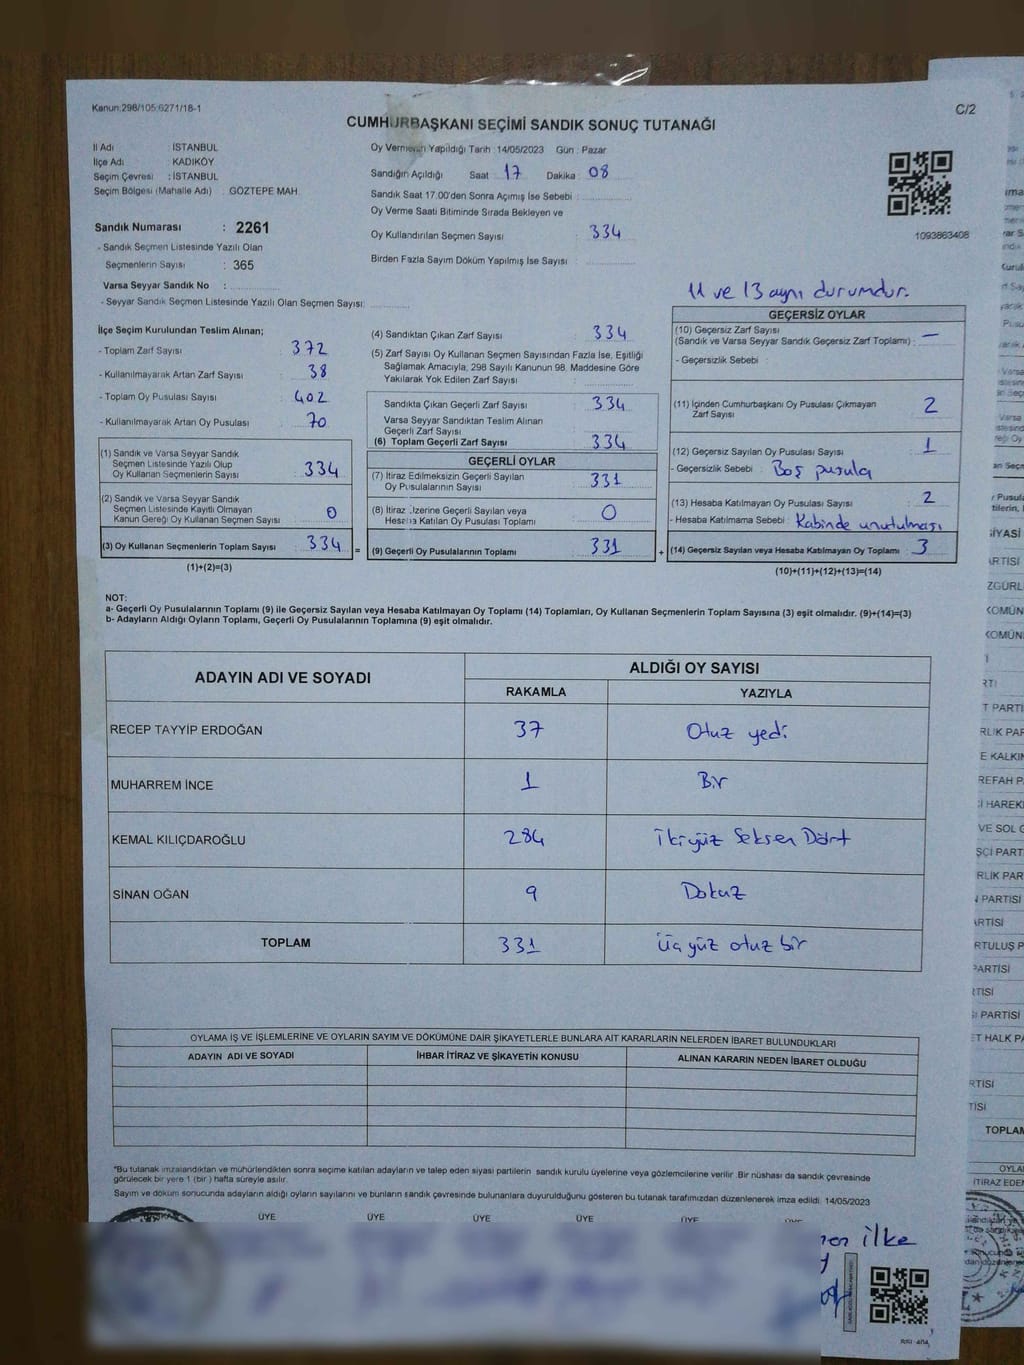 Kanun:298/105;6271/18-1
C/2
CUMHURBAŞKANI SEÇİMİ SANDIK SONUÇ TUTANAĞI
İl Adı : İSTANBUL
İlçe Adı : KADIKÖY
Seçim Çevresi : İSTANBUL
Seçim Bölgesi (Mahalle Adı) : GÖZTEPE MAH.
Sandık Numarası : 2261
- Sandık Seçmen Listesinde Yazılı Olan
Seçmenlerin Sayısı : 365
Varsa Seyyar Sandık No :
- Seyyar Sandık Seçmen Listesinde Yazılı Olan Seçmen Sayısı:
Oy Vermenin Yapıldığı Tarih :14/05/2023 Gün : Pazar
Sandığın Açıldığı Saat 17 Dakika : 08
Sandık Saat 17.00'den Sonra Açımış İse Sebebi :
Oy Verme Saati Bitiminde Sırada Bekleyen ve
Oy Kullandırılan Seçmen Sayısı : 334
Birden Fazla Sayım Döküm Yapılmış İse Sayısı :
1093863408
11 ve 13 aynı durumdur.
İlçe Seçim Kurulundan Teslim Alınan;
- Toplam Zarf Sayısı : 372
- Kullanılmayarak Artan Zarf Sayısı : 38
- Toplam Oy Pusulası Sayısı : 402
- Kullanılmayarak Artan Oy Pusulası : 70
(1) Sandık ve Varsa Seyyar Sandık
Seçmen Listesinde Yazılı Olup
Oy Kullanan Seçmenlerin Sayısı : 334
(2) Sandık ve Varsa Seyyar Sandık
Seçmen Listesinde Kayıtlı Olmayan
Kanun Gereği Oy Kullanan Seçmen Sayısı : 0
(3) Oy Kullanan Seçmenlerin Toplam Sayısı : 334
(1)+(2)=(3)
(4) Sandıktan Çıkan Zarf Sayısı : 334
(5) Zarf Sayısı Oy Kullanan Seçmen Sayısından Fazla İse, Eşitliği
Sağlamak Amacıyla, 298 Sayılı Kanunun 98. Maddesine Göre
Yakılarak Yok Edilen Zarf Sayısı :
Sandıkta Çıkan Geçerli Zarf Sayısı : 334
Varsa Seyyar Sandıktan Teslim Alınan
Geçerli Zarf Sayısı :
(6) Toplam Geçerli Zarf Sayısı : 334
GEÇERLİ OYLAR
(7) İtiraz Edilmeksizin Geçerli Sayılan
Oy Pusulalarının Sayısı : 331
(8) İtiraz Üzerine Geçerli Sayılan veya
Hesaba Katılan Oy Pusulası Toplamı : 0
= (9) Geçerli Oy Pusulalarının Toplamı : 331
GEÇERSİZ OYLAR
(10) Geçersiz Zarf Sayısı
(Sandık ve Varsa Seyyar Sandık Geçersiz Zarf Toplamı) : —
- Geçersizlik Sebebi :
(11) İçinden Cumhurbaşkanı Oy Pusulası Çıkmayan
Zarf Sayısı : 2
(12) Geçersiz Sayılan Oy Pusulası Sayısı : 1
- Geçersizlik Sebebi : Boş pusula
(13) Hesaba Katılmayan Oy Pusulası Sayısı : 2
- Hesaba Katılmama Sebebi : Kabinde unutulması
+ (14) Geçersiz Sayılan veya Hesaba Katılmayan Oy Toplamı : 3
(10)+(11)+(12)+(13)=(14)
NOT:
a- Geçerli Oy Pusulalarının Toplamı (9) ile Geçersiz Sayılan veya Hesaba Katılmayan Oy Toplamı (14) Toplamları, Oy Kullanan Seçmenlerin Toplam Sayısına (3) eşit olmalıdır. (9)+(14)=(3)
b- Adayların Aldığı Oyların Toplamı, Geçerli Oy Pusulalarının Toplamına (9) eşit olmalıdır.
ADAYIN ADI VE SOYADI
ALDIĞI OY SAYISI
RAKAMLA YAZIYLA
RECEP TAYYİP ERDOĞAN 37 Otuz yedi
MUHARREM İNCE 1 Bir
KEMAL KILIÇDAROĞLU 284 İkiyüz Seksen Dört
SİNAN OĞAN 9 Dokuz
TOPLAM 331 Üçyüz otuz bir
OYLAMA İŞ VE İŞLEMLERİNE VE OYLARIN SAYIM VE DÖKÜMÜNE DAİR ŞİKAYETLERLE BUNLARA AİT KARARLARIN NELERDEN İBARET BULUNDUKLARI
ADAYIN ADI VE SOYADI İHBAR İTİRAZ VE ŞİKAYETİN KONUSU ALINAN KARARIN NEDEN İBARET OLDUĞU
*Bu tutanak imzalandıktan ve mühürlendikten sonra seçime katılan adayların ve talep eden siyasi partilerin sandık kurulu üyelerine veya gözlemcilerine verilir. Bir nüshası da sandık çevresinde
görülecek bir yere 1 (bir ) hafta süreyle asılır.
Sayım ve döküm sonucunda adayların aldığı oyların sayılarını ve bunların sandık çevresinde bulunanlara duyurulduğunu gösteren bu tutanak tarafımızdan düzenlenerek imza edildi. 14/05/2023
ÜYE ÜYE ÜYE ÜYE ÜYE
ilke
TOPLAM